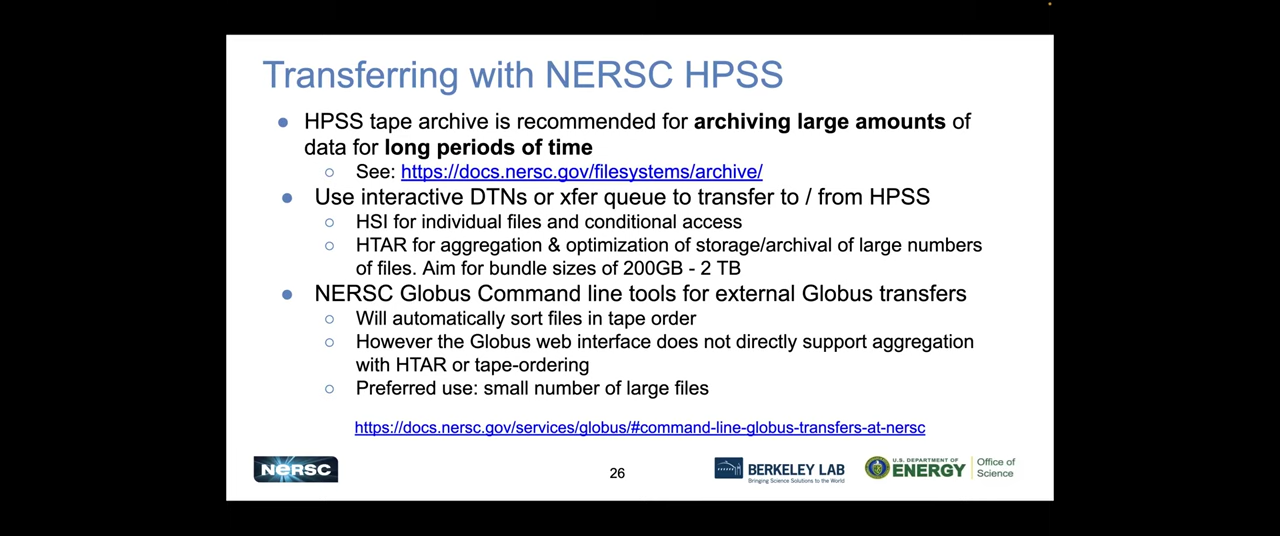 Transferring with NERSC HPSS
● HPSS tape archive is recommended for archiving large amounts of
data for long periods of time
○ See: https://docs.nersc.gov/filesystems/archive/
● Use interactive DTNs or xfer queue to transfer to / from HPSS
○ HSI for individual files and conditional access
○ HTAR for aggregation & optimization of storage/archival of large numbers
of files. Aim for bundle sizes of 200GB - 2 TB
● NERSC Globus Command line tools for external Globus transfers
○ Will automatically sort files in tape order
○ However the Globus web interface does not directly support aggregation
with HTAR or tape-ordering
○ Preferred use: small number of large files
https://docs.nersc.gov/services/globus/#command-line-globus-transfers-at-nersc
NERSC
26
BERKELEY LAB
Bringing Science Solutions to the World
U.S. DEPARTMENT OF
ENERGY
Office of
Science